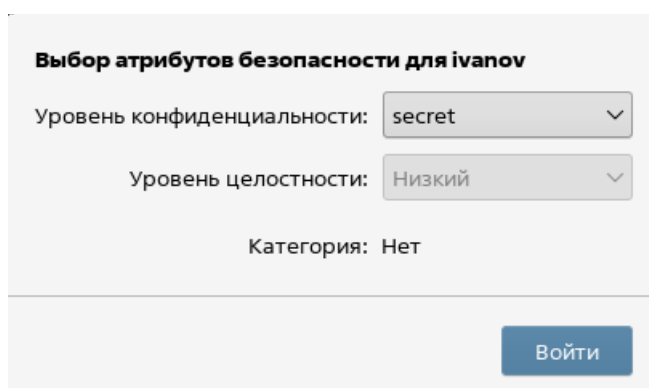 Выбор атрибутов безопасности для ivanov
Уровень конфиденциальности: secret
Уровень целостности: Низкий
Категория: Нет
Войти